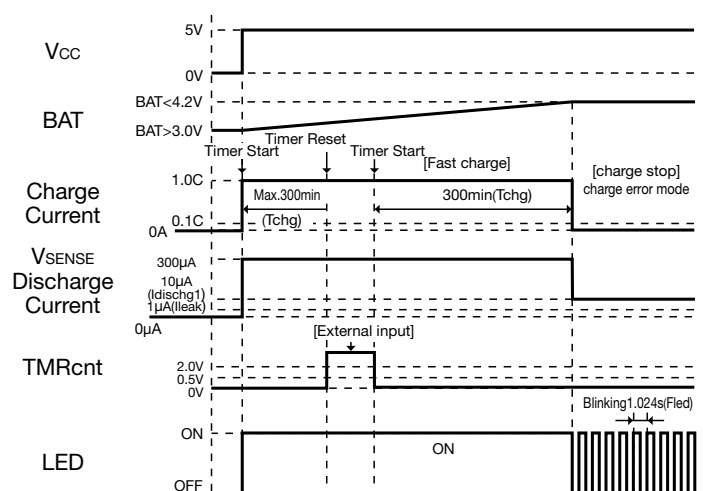 5V
Vcc
0V
BAT<4.2V
BAT
BAT>3.0V
Timer Reset
Timer Start
Timer Start
[Fast charge]
[charge stop]
charge error mode
1.0C
Charge
Current
Max.300min
(Tchg)
300min(Tchg)
0.1C
0A
VSENSE
Discharge
Current
300µA
10µA
(Idischg1)
1µA(Ileak)
0µA
[External input]
TMRcnt
2.0V
0.5V
0V
Blinking1.024s(Fled)
ON
ON
LED
OFF